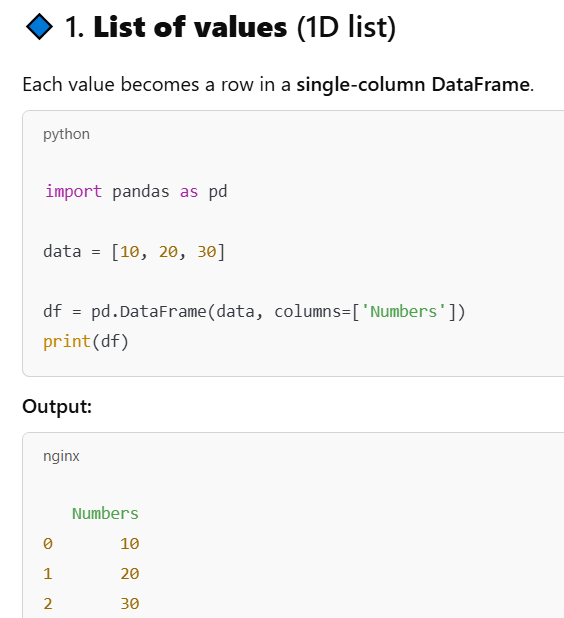 🔷 1. List of values (1D list)
Each value becomes a row in a single-column DataFrame.
python
import pandas as pd
data = [10, 20, 30]
df = pd.DataFrame(data, columns=['Numbers'])
print(df)
Output:
nginx
Numbers
0 10
1 20
2 30